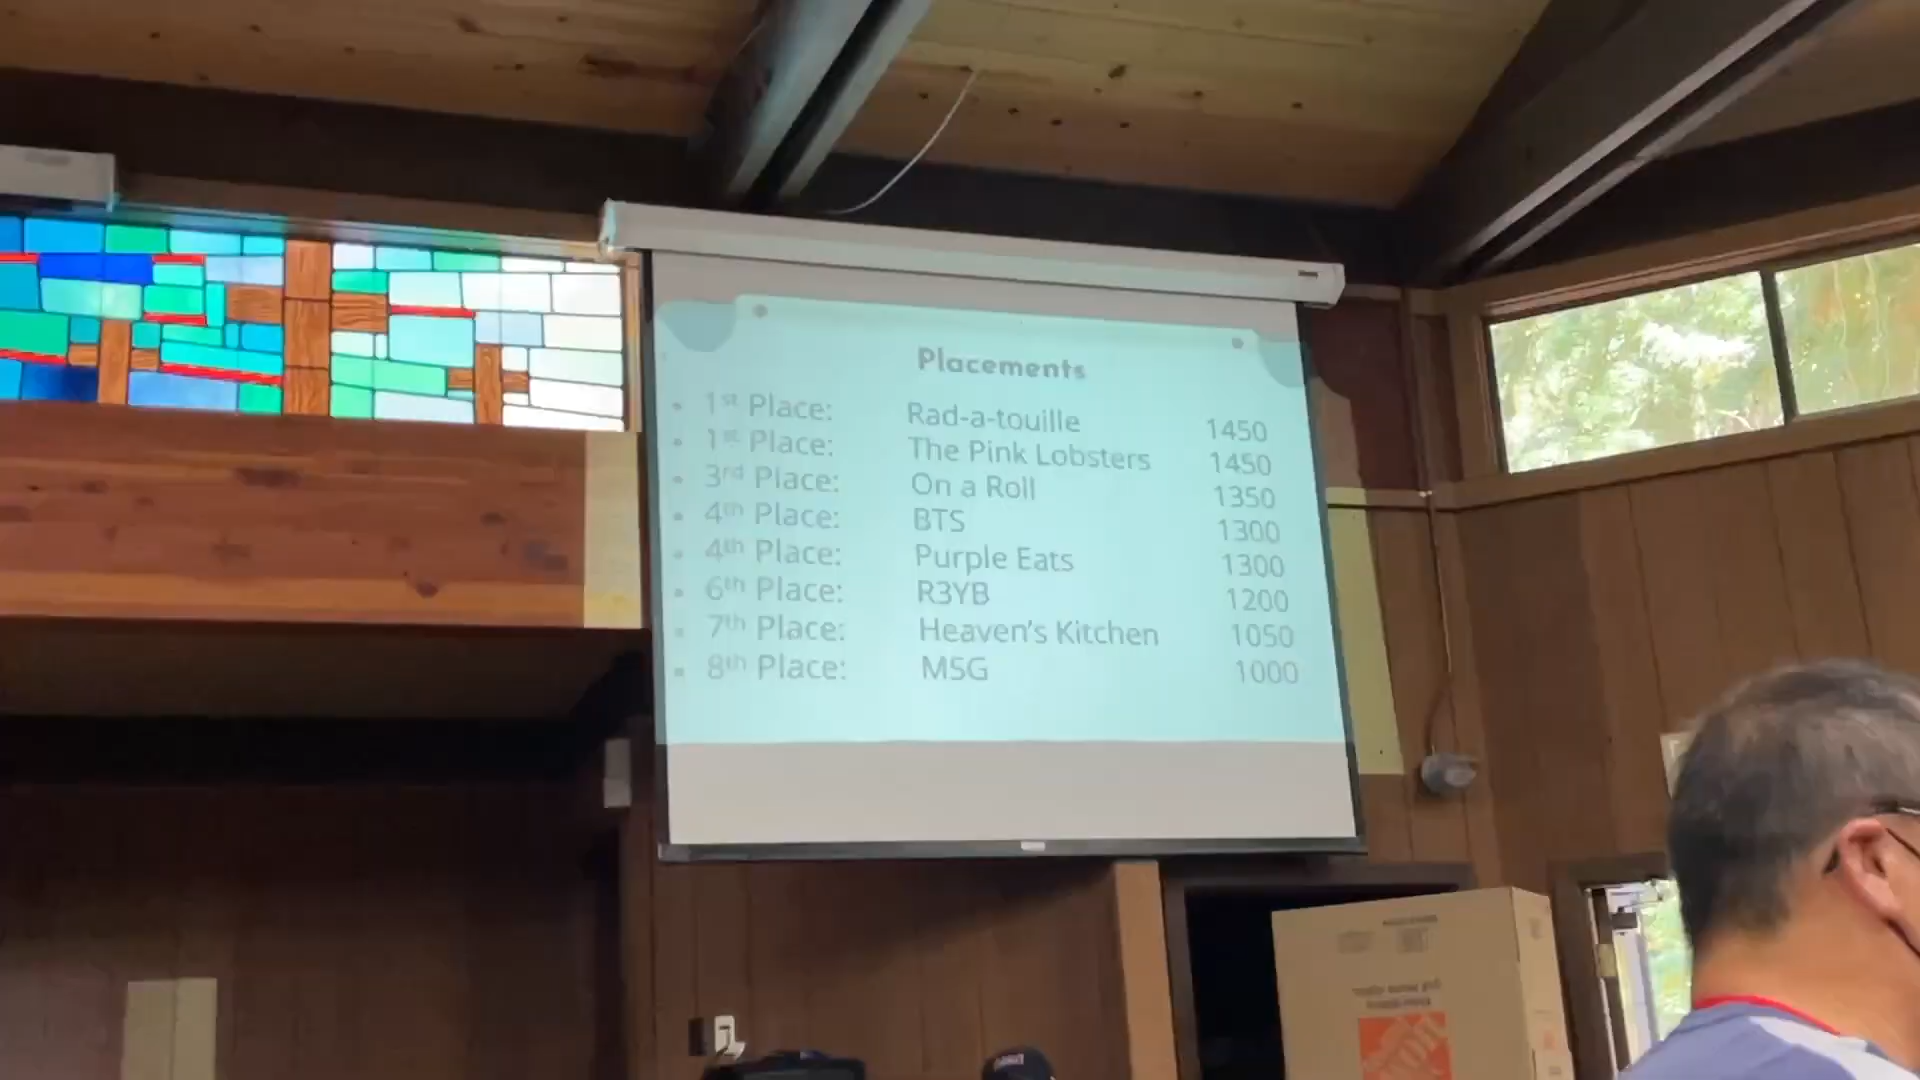 Placements
• 1st Place: Rad-a-touille 1450
• 1st Place: The Pink Lobsters 1450
• 3rd Place: On a Roll 1350
• 4th Place: BTS 1300
• 4th Place: Purple Eats 1300
• 6th Place: R3YB 1200
• 7th Place: Heaven's Kitchen 1050
• 8th Place: M5G 1000